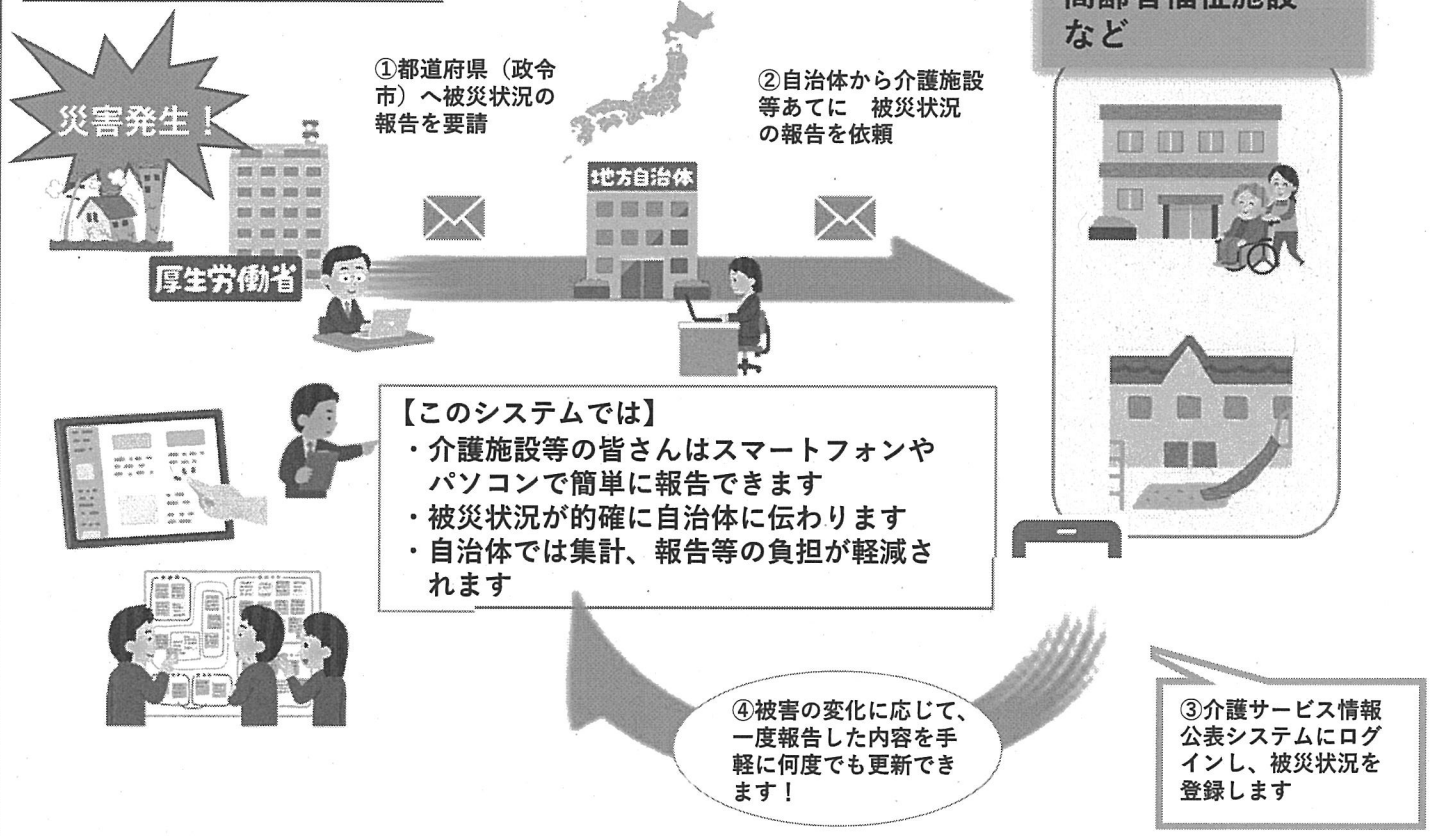 高齢者福祉施設
など
災害発生！
①都道府県（政令
市）へ被災状況の
報告を要請
②自治体から介護施設
等あてに　被災状況
の報告を依頼
地方自治体
厚生労働省
【このシステムでは】
・介護施設等の皆さんはスマートフォンや
パソコンで簡単に報告できます
・被災状況が的確に自治体に伝わります
・自治体では集計、報告等の負担が軽減さ
れます
④被害の変化に応じて、
一度報告した内容を手
軽に何度でも更新でき
ます！
③介護サービス情報
公表システムにログ
インし、被災状況を
登録します